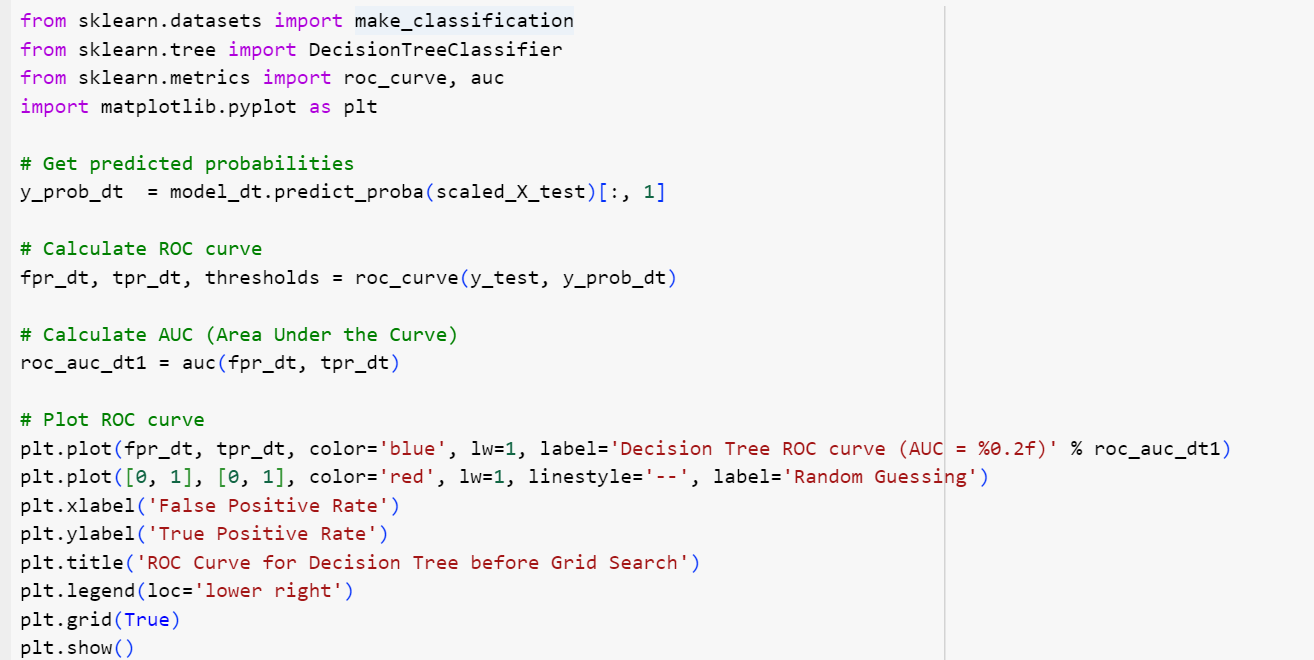 from sklearn.datasets import make_classification
from sklearn.tree import DecisionTreeClassifier
from sklearn.metrics import roc_curve, auc
import matplotlib.pyplot as plt
# Get predicted probabilities
y_prob_dt  = model_dt.predict_proba(scaled_X_test)[:, 1]
# Calculate ROC curve
fpr_dt, tpr_dt, thresholds = roc_curve(y_test, y_prob_dt)
# Calculate AUC (Area Under the Curve)
roc_auc_dt1 = auc(fpr_dt, tpr_dt)
# Plot ROC curve
plt.plot(fpr_dt, tpr_dt, color='blue', lw=1, label='Decision Tree ROC curve (AUC = %0.2f)' % roc_auc_dt1)
plt.plot([0, 1], [0, 1], color='red', lw=1, linestyle='--', label='Random Guessing')
plt.xlabel('False Positive Rate')
plt.ylabel('True Positive Rate')
plt.title('ROC Curve for Decision Tree before Grid Search')
plt.legend(loc='lower right')
plt.grid(True)
plt.show()